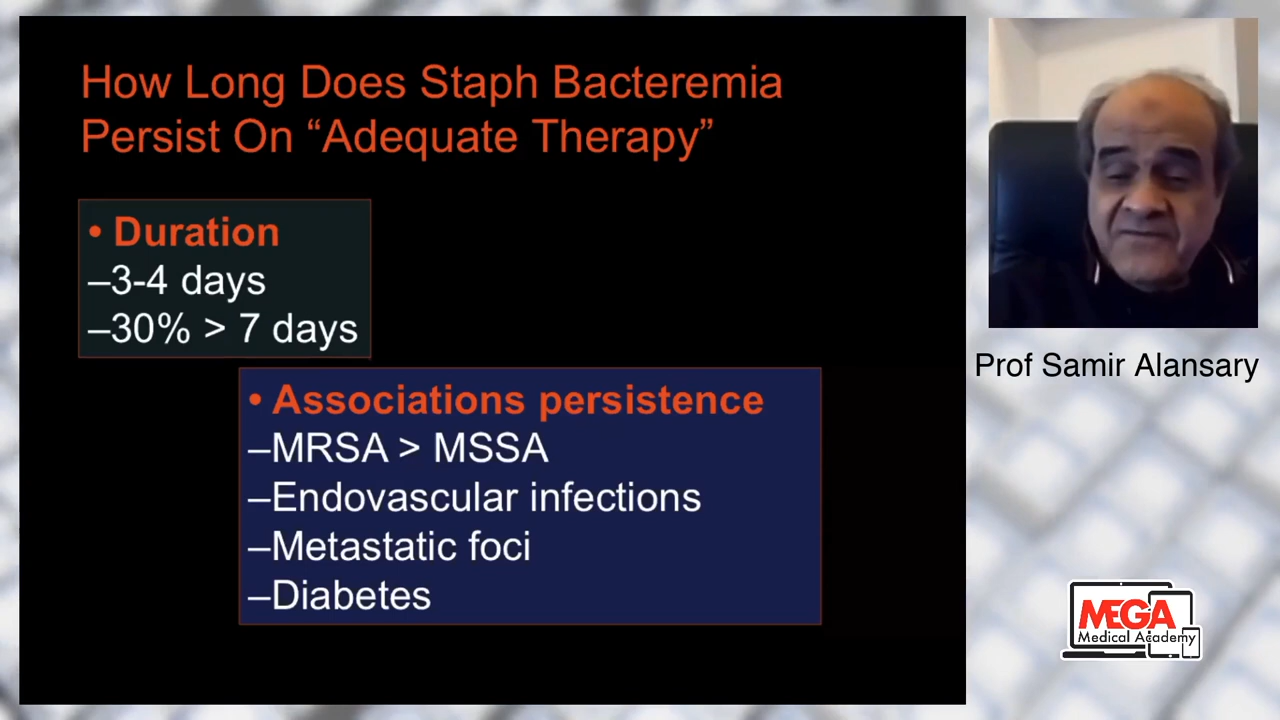 How Long Does Staph Bacteremia
Persist On “Adequate Therapy”
• Duration
–3-4 days
–30% > 7 days
• Associations persistence
–MRSA > MSSA
–Endovascular infections
–Metastatic foci
–Diabetes
Prof Samir Alansary
MEGA
Medical Academy